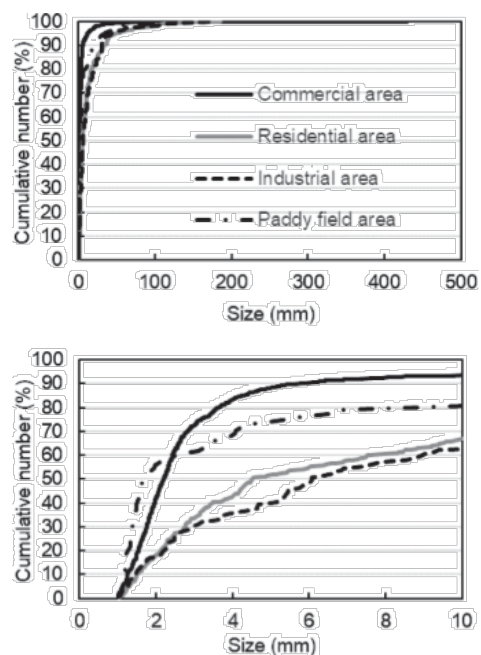 100
90
80
70
60
50
40
30
20
10
0
Cumulative number (%)
Commercial area
Residential area
Industrial area
Paddy field area
0 100 200 300 400 500
Size (mm)
100
90
80
70
60
50
40
30
20
10
0
Cumulative number (%)
0 2 4 6 8 10
Size (mm)